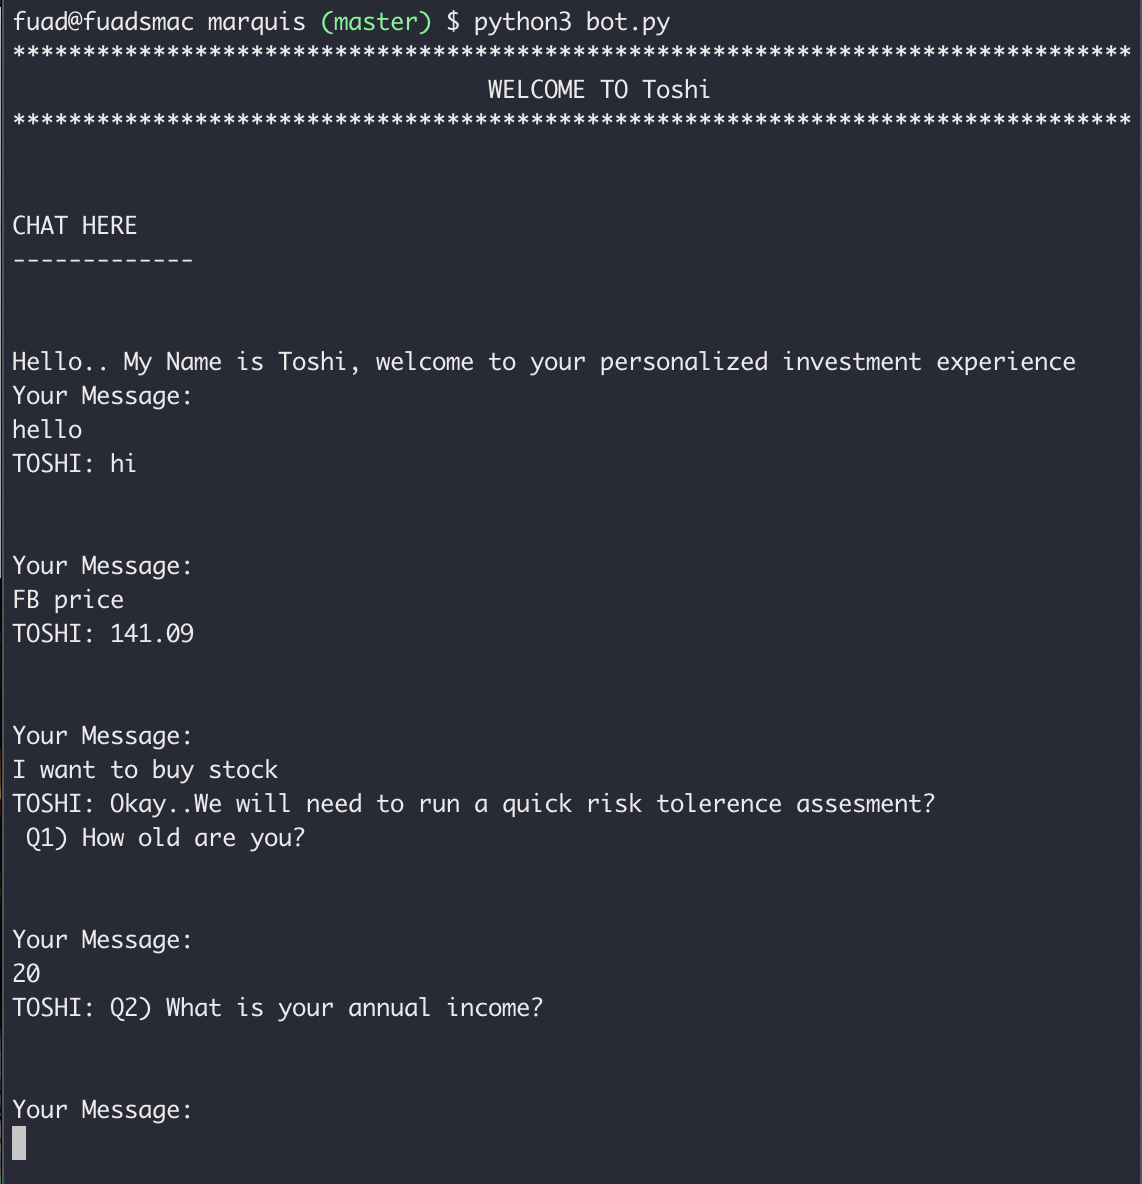 fuad@fuadsmac marquis (master) $ python3 bot.py
********************************************************************************
WELCOME TO Toshi
********************************************************************************
CHAT HERE
-------------
Hello.. My Name is Toshi, welcome to your personalized investment experience
Your Message:
hello
TOSHI: hi
Your Message:
FB price
TOSHI: 141.09
Your Message:
I want to buy stock
TOSHI: Okay..We will need to run a quick risk tolerence assesment?
Q1) How old are you?
Your Message:
20
TOSHI: Q2) What is your annual income?
Your Message: